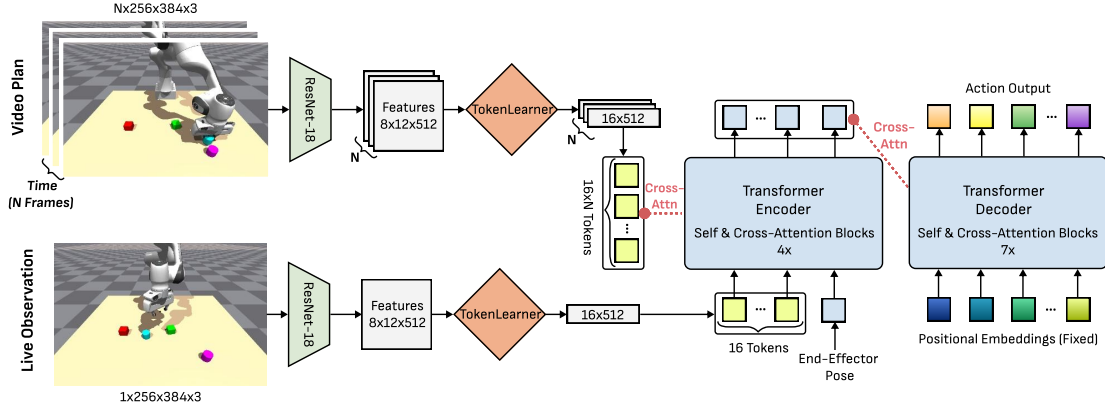 Nx256x384x3
Video Plan
Time
(N Frames)
ResNet-18
Features
8x12x512
N
TokenLearner
16x512
N
16xN Tokens
Cross-
Attn
Transformer
Encoder
Self & Cross-Attention Blocks
4x
Cross-
Attn
Action Output
Transformer
Decoder
Self & Cross-Attention Blocks
7x
Positional Embeddings (Fixed)
Live Observation
1x256x384x3
ResNet-18
Features
8x12x512
TokenLearner
16x512
16 Tokens
End-Effector
Pose